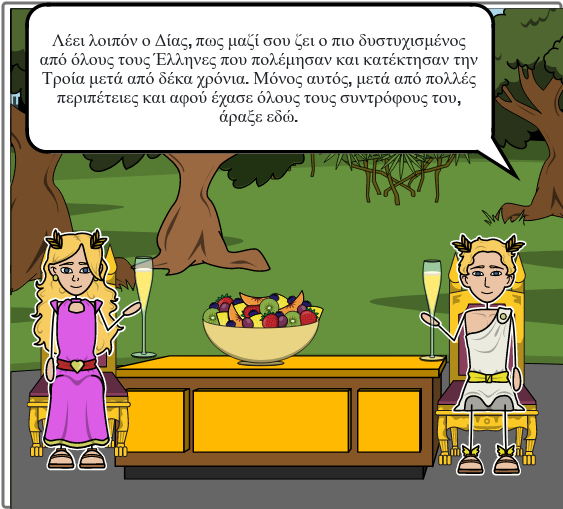 Λέει λοιπόν ο Δίας, πως μαζί σου ζει ο πιο δυστυχισμένος
από όλους τους Έλληνες που πολέμησαν και κατέκτησαν την
Τροία μετά από δέκα χρόνια. Μόνος αυτός, μετά από πολλές
περιπέτειες και αφού έχασε όλους τους συντρόφους του,
άραξε εδώ.